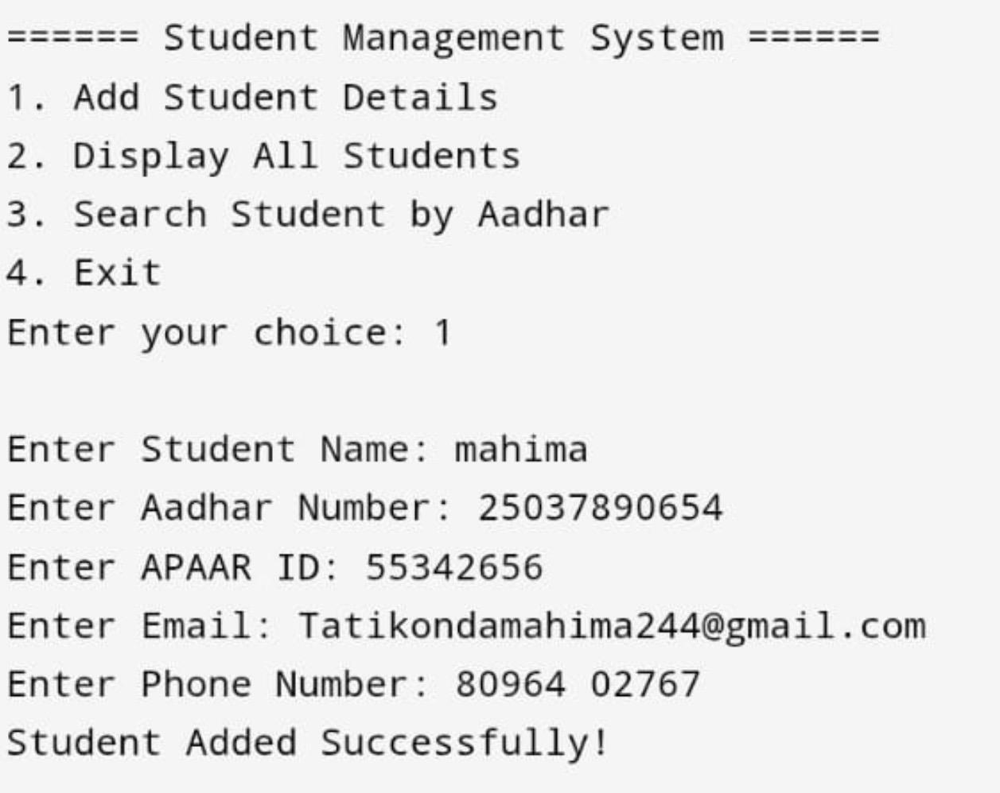 ====== Student Management System ======
1. Add Student Details
2. Display All Students
3. Search Student by Aadhar
4. Exit
Enter your choice: 1
Enter Student Name: mahima
Enter Aadhar Number: 25037890654
Enter APAAR ID: 55342656
Enter Email: Tatikondamahima244@gmail.com
Enter Phone Number: 80964 02767
Student Added Successfully!